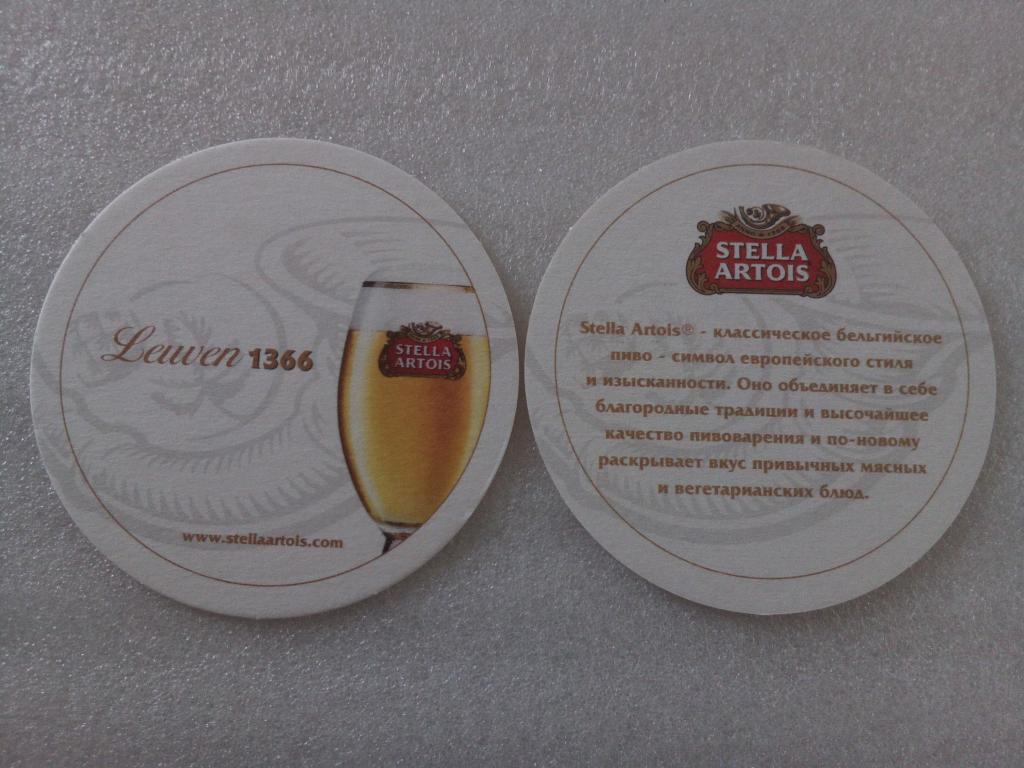 Leuven 1366
STELLA
ARTOIS
www.stellaartois.com
STELLA
ARTOIS
Stella Artois® - классическое бельгийское
пиво - символ европейского стиля
и изысканности. Оно объединяет в себе
благородные традиции и высочайшее
качество пивоварения и по-новому
раскрывает вкус привычных мясных
и вегетарианских блюд.